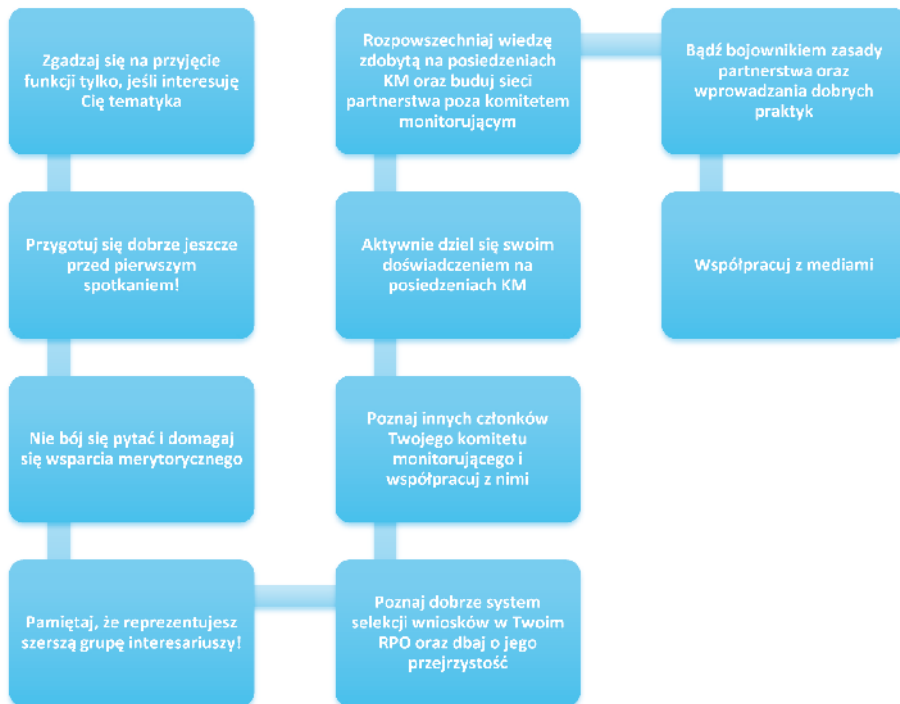 Zgadzaj się na przyjęcie
funkcji tylko, jeśli interesuję
Cię tematyka
Przygotuj się dobrze jeszcze
przed pierwszym
spotkaniem!
Nie bój się pytać i domagaj
się wsparcia merytorycznego
Pamiętaj, że reprezentujesz
szerszą grupę interesariuszy!
Poznaj dobrze system
selekcji wniosków w Twoim
RPO oraz dbaj o jego
przejrzystość
Poznaj innych członków
Twojego komitetu
monitorującego i
współpracuj z nimi
Aktywnie dziel się swoim
doświadczeniem na
posiedzeniach KM
Rozpowszechniaj wiedzę
zdobytą na posiedzeniach
KM oraz buduj sieci
partnerstwa poza komitetem
monitorującym
Bądź bojownikiem zasady
partnerstwa oraz
wprowadzania dobrych
praktyk
Współpracuj z mediami